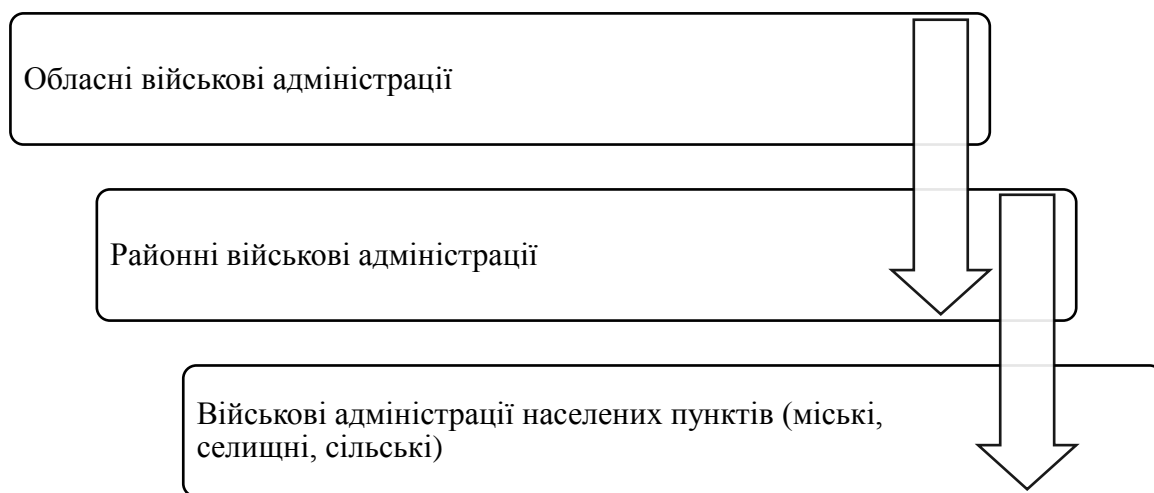 Обласні військові адміністрації
Районні військові адміністрації
Військові адміністрації населених пунктів (міські,
селищні, сільські)